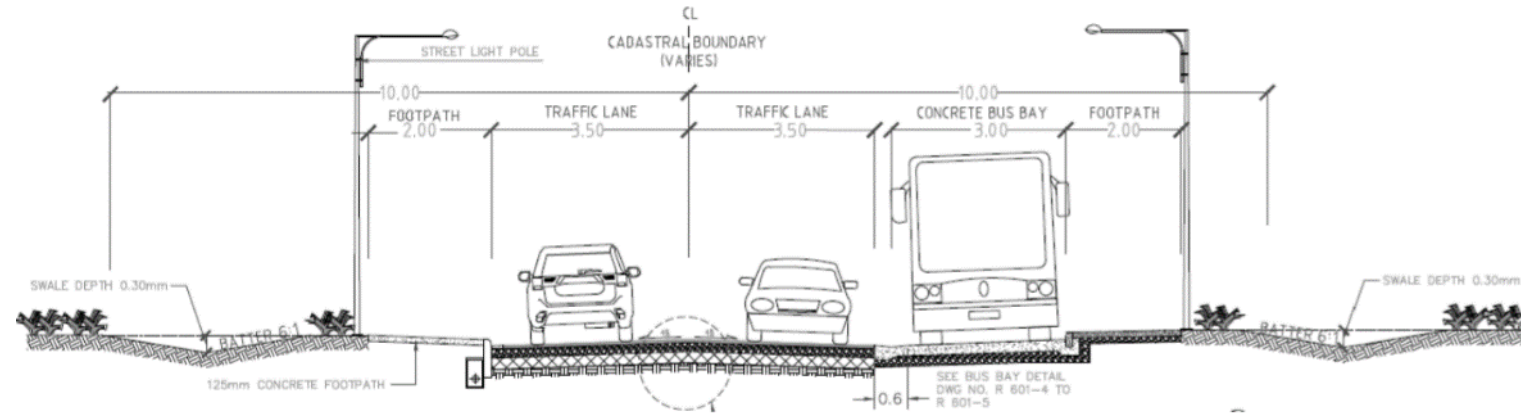 CL
CADASTRAL BOUNDARY
(VARIES)
STREET LIGHT POLE
10.00
10.00
FOOTPATH
2.00
TRAFFIC LANE
3.50
TRAFFIC LANE
3.50
CONCRETE BUS BAY
3.00
FOOTPATH
2.00
SWALE DEPTH 0.30mm
SWALE DEPTH 0.30mm
BATTER 6:1
BATTER 6:1
125mm CONCRETE FOOTPATH
0.6
SEE BUS BAY DETAIL
DWG NO. R 601-4 TO
R 601-5